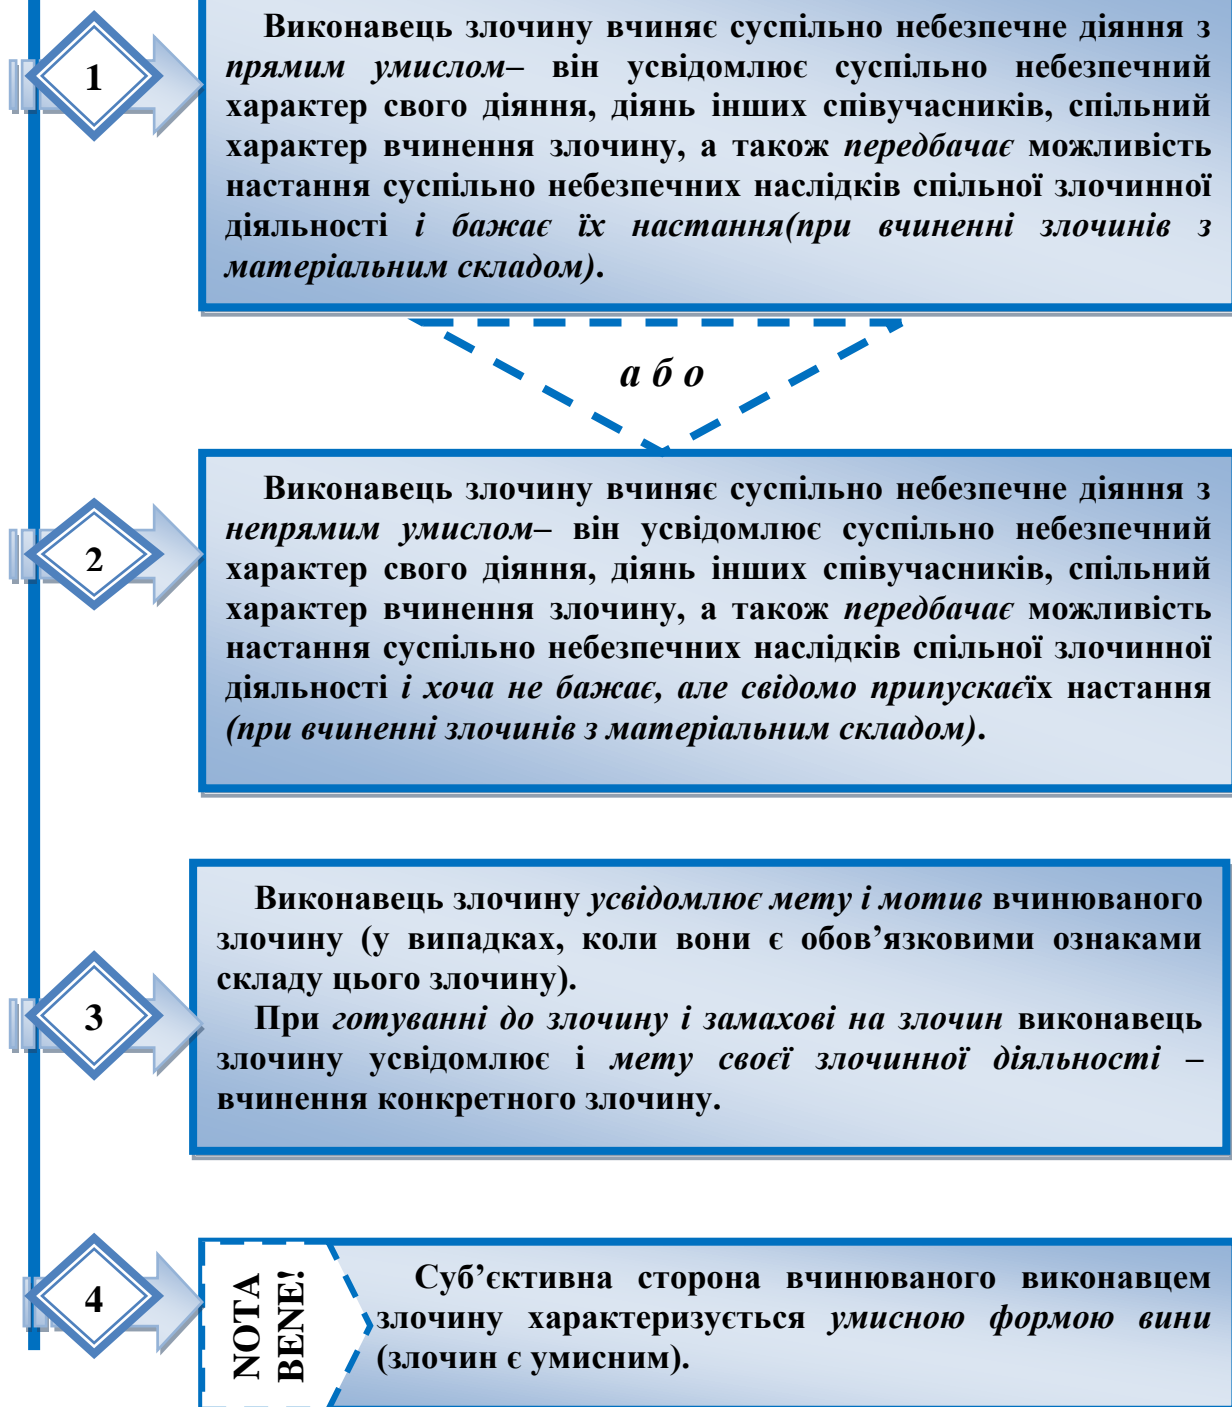 1
Виконавець злочину вчиняє суспільно небезпечне діяння з
прямим умислом– він усвідомлює суспільно небезпечний
характер свого діяння, діянь інших співучасників, спільний
характер вчинення злочину, а також передбачає можливість
настання суспільно небезпечних наслідків спільної злочинної
діяльності і бажає їх настання(при вчиненні злочинів з
матеріальним складом).
а б о
2
Виконавець злочину вчиняє суспільно небезпечне діяння з
непрямим умислом– він усвідомлює суспільно небезпечний
характер свого діяння, діянь інших співучасників, спільний
характер вчинення злочину, а також передбачає можливість
настання суспільно небезпечних наслідків спільної злочинної
діяльності і хоча не бажає, але свідомо припускаєїх настання
(при вчиненні злочинів з матеріальним складом).
3
Виконавець злочину усвідомлює мету і мотив вчинюваного
злочину (у випадках, коли вони є обов’язковими ознаками
складу цього злочину).
При готуванні до злочину і замахові на злочин виконавець
злочину усвідомлює і мету своєї злочинної діяльності –
вчинення конкретного злочину.
4
NOTA
BENE!
Суб’єктивна сторона вчинюваного виконавцем
злочину характеризується умисною формою вини
(злочин є умисним).